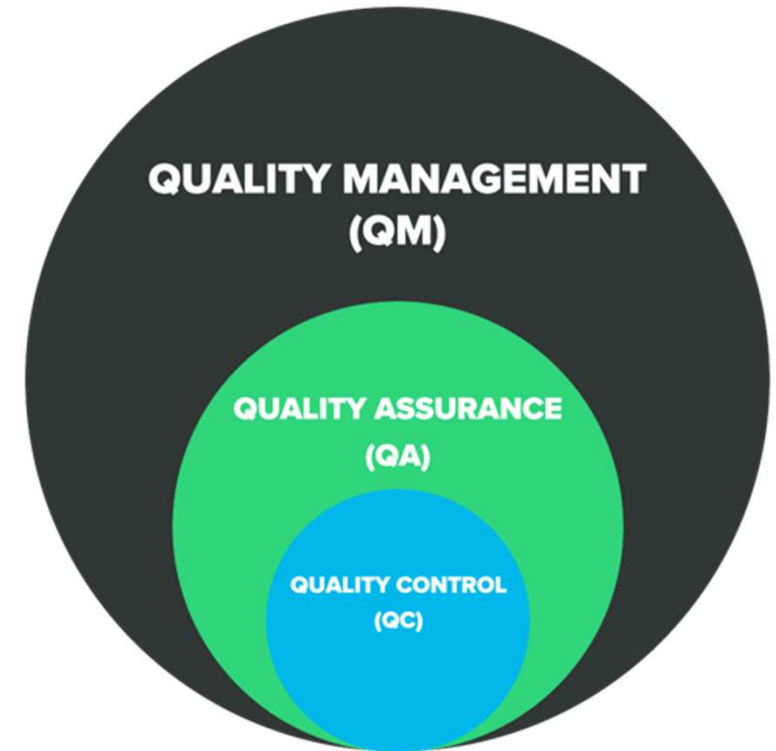 QUALITY MANAGEMENT
(QM)
QUALITY ASSURANCE
(QA)
QUALITY CONTROL
(QC)